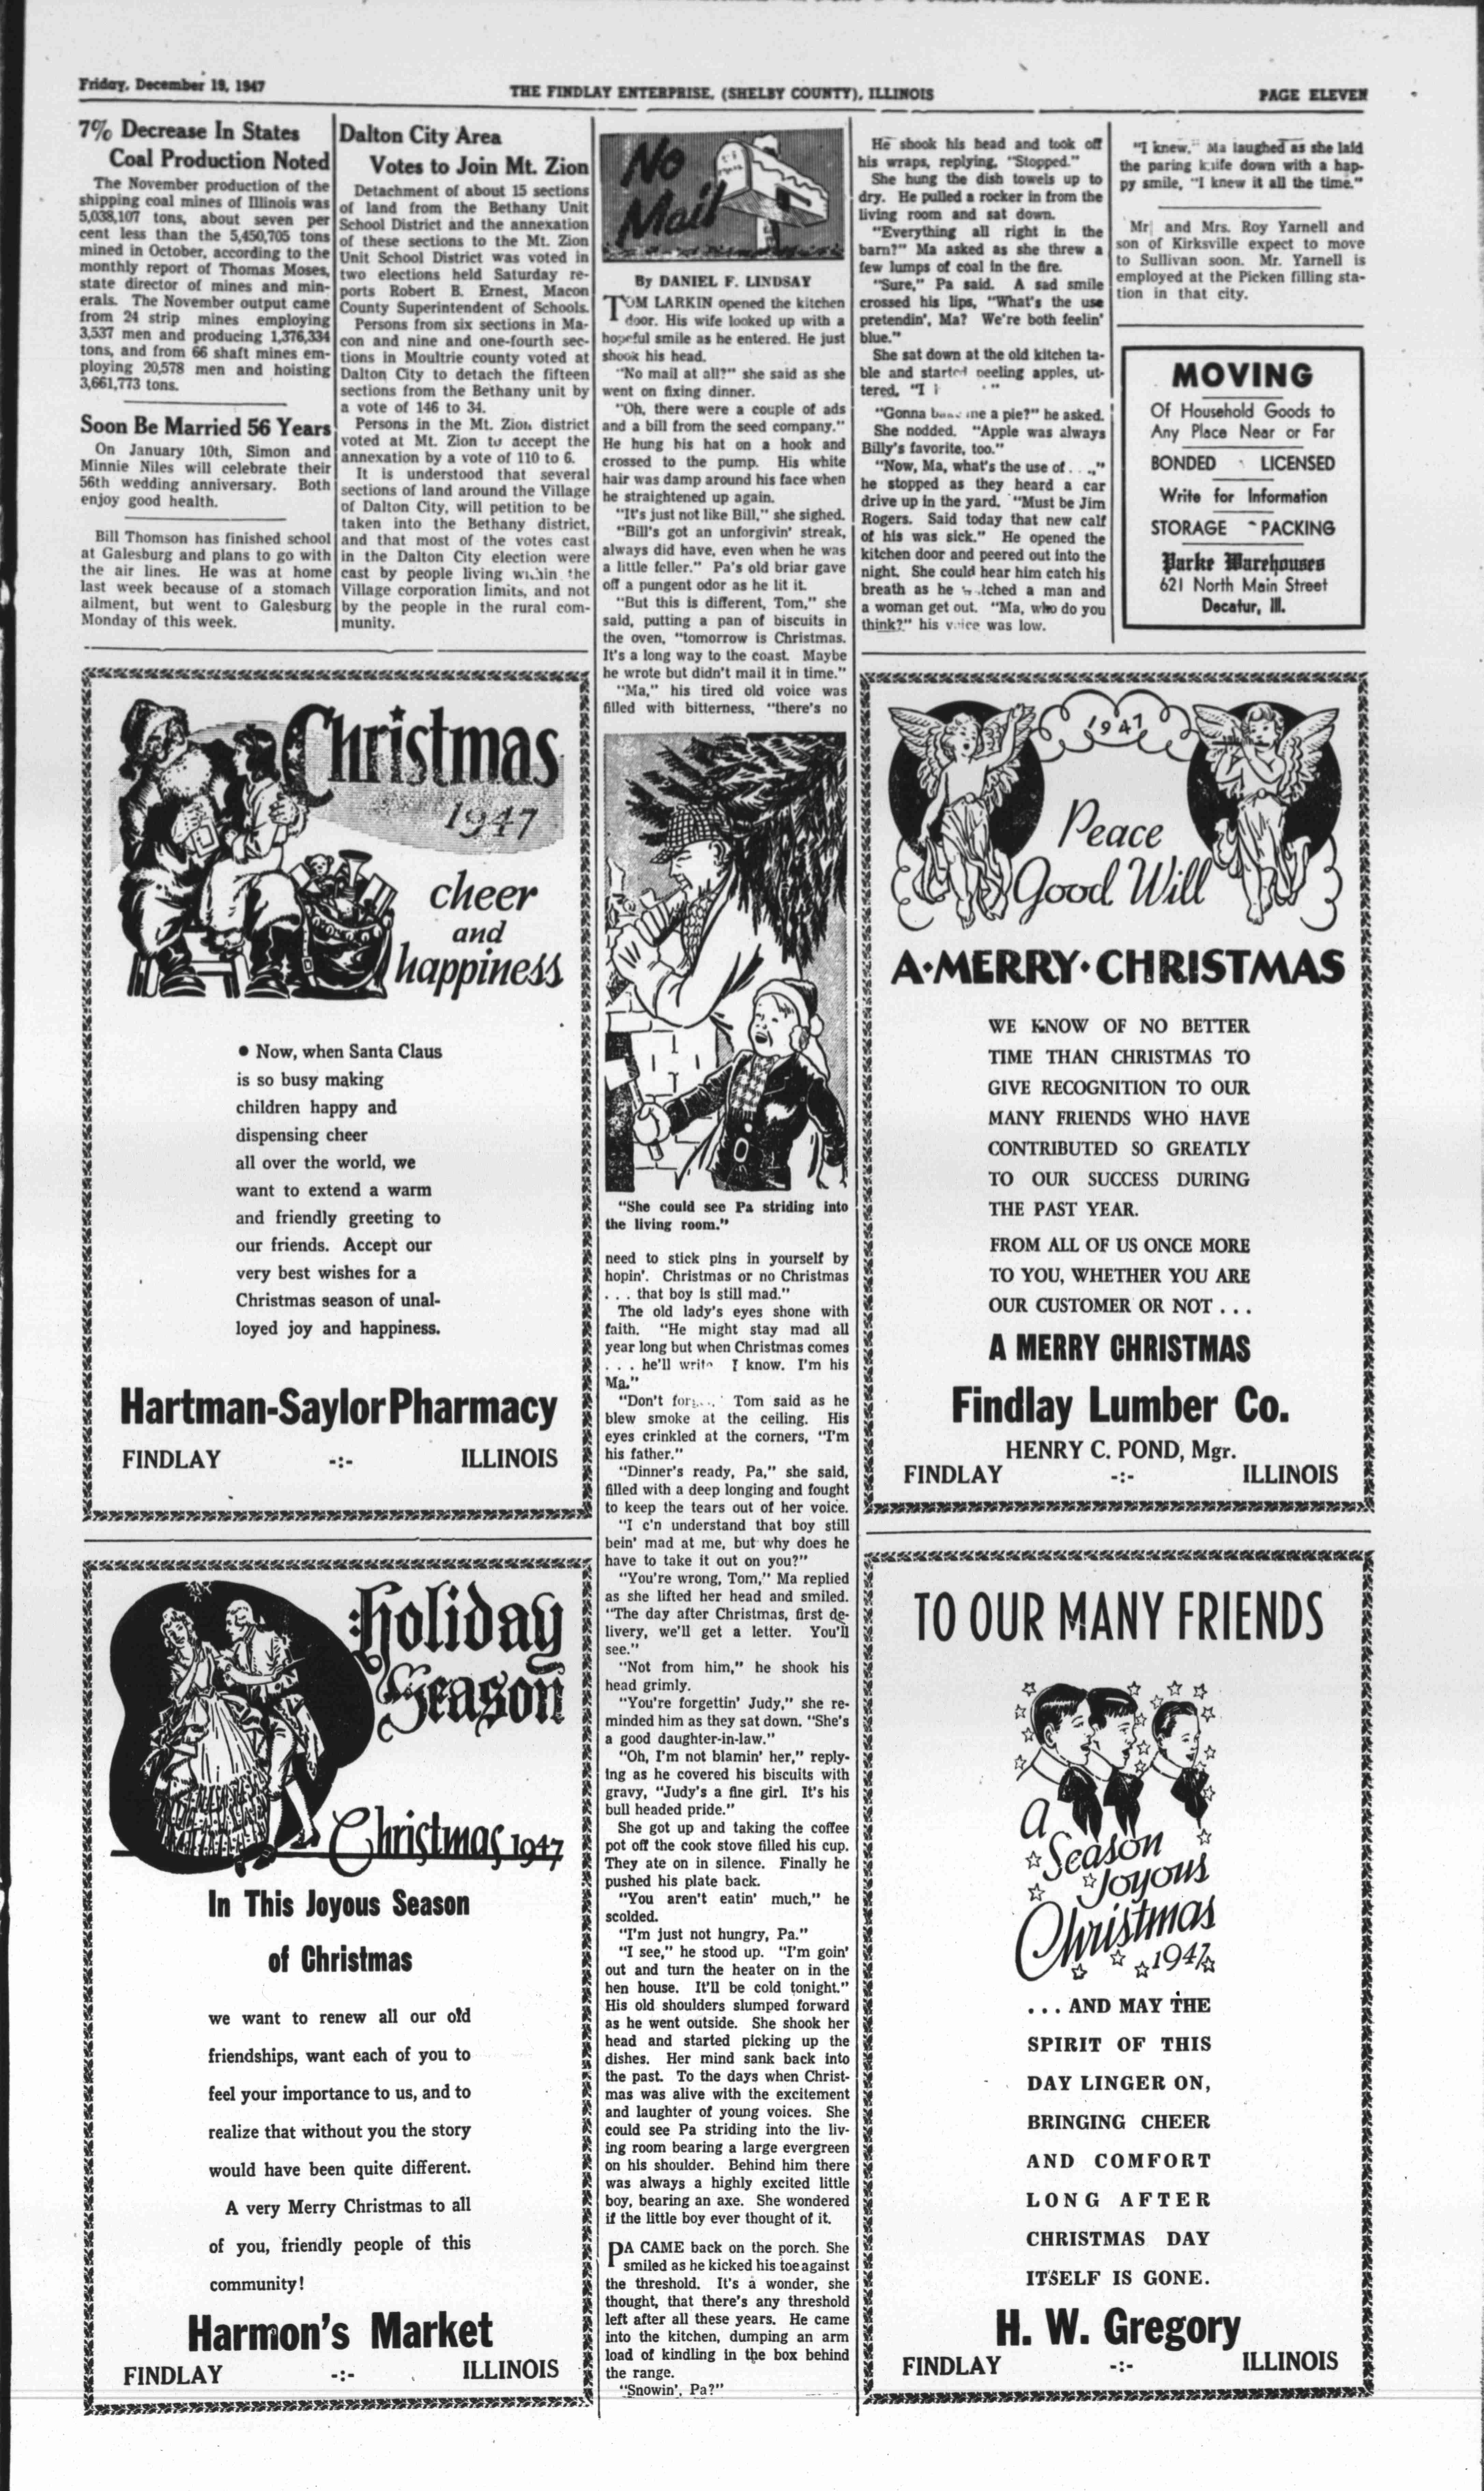 Friday, December 19, 1947
THE FINDLAY ENTERPRISE, (SHELBY COUNTY), ILLINOIS
PAGE ELEVEN
7% Decrease In States
Coal Production Noted
The November production of the
shipping coal mines of Illinois was
5,038,107 tons, about seven per
cent less than the 5,450,705 tons
mined in October, according to the
monthly report of Thomas Moses,
state director of mines and min-
erals. The November output came
from 24 strip mines employing
3,537 men and producing 1,376,334
tons, and from 66 shaft mines em-
ploying 20,578 men and hoisting
3,661,773 tons.
Soon Be Married 56 Years
On January 10th, Simon and
Minnie Niles will celebrate their
56th wedding anniversary. Both
enjoy good health.
Bill Thomson has finished school
at Galesburg and plans to go with
the air lines. He was at home
last week because of a stomach
ailment, but went to Galesburg
Monday of this week.
Dalton City Area
Votes to Join Mt. Zion
Detachment of about 15 sections
of land from the Bethany Unit
School District and the annexation
of these sections to the Mt. Zion
Unit School District was voted in
two elections held Saturday re-
ports Robert B. Ernest, Macon
County Superintendent of Schools.
Persons from six sections in Ma-
con and nine and one-fourth sec-
tions in Moultrie county voted at
Dalton City to detach the fifteen
sections from the Bethany unit by
a vote of 146 to 34.
Persons in the Mt. Zion district
voted at Mt. Zion to accept the
annexation by a vote of 110 to 6.
It is understood that several
sections of land around the Village
of Dalton City, will petition to be
taken into the Bethany district,
and that most of the votes cast
in the Dalton City election were
cast by people living within the
Village corporation limits, and not
by the people in the rural com-
munity.
No
Mail
By DANIEL F. LINDSAY
TOM LARKIN opened the kitchen
door. His wife looked up with a
hopeful smile as he entered. He just
shook his head.
"No mail at all?" she said as she
went on fixing dinner.
"Oh, there were a couple of ads
and a bill from the seed company."
He hung his hat on a hook and
crossed to the pump. His white
hair was damp around his face when
he straightened up again.
"It's just not like Bill," she sighed.
"Bill's got an unforgivin' streak,
always did have, even when he was
a little feller." Pa's old briar gave
off a pungent odor as he lit it.
"But this is different, Tom," she
said, putting a pan of biscuits in
the oven, "tomorrow is Christmas.
It's a long way to the coast. Maybe
he wrote but didn't mail it in time."
"Ma," his tired old voice was
filled with bitterness, "there's no
"She could see Pa striding into
the living room."
need to stick pins in yourself by
hopin'. Christmas or no Christmas
. . . that boy is still mad."
The old lady's eyes shone with
faith. "He might stay mad all
year long but when Christmas comes
. . . he'll write I know. I'm his
Ma."
"Don't Tom said as he
blew smoke at the ceiling. His
eyes crinkled at the corners, "I'm
his father."
"Dinner's ready, Pa," she said,
filled with a deep longing and fought
to keep the tears out of her voice.
"I c'n understand that boy still
bein' mad at me, but why does he
have to take it out on you?"
"You're wrong, Tom," Ma replied
as she lifted her head and smiled.
"The day after Christmas, first de-
livery, we'll get a letter. You'll
see."
"Not from him," he shook his
head grimly.
"You're forgettin' Judy," she re-
minded him as they sat down. "She's
a good daughter-in-law."
"Oh, I'm not blamin' her," reply-
ing as he covered his biscuits with
gravy, "Judy's a fine girl. It's his
bull headed pride."
She got up and taking the coffee
pot off the cook stove filled his cup.
They ate on in silence. Finally he
pushed his plate back.
"You aren't eatin' much," he
scolded.
"I'm just not hungry, Pa."
"I see," he stood up. "I'm goin'
out and turn the heater on in the
hen house. It'll be cold tonight."
His old shoulders slumped forward
as he went outside. She shook her
head and started picking up the
dishes. Her mind sank back into
the past. To the days when Christ-
mas was alive with the excitement
and laughter of young voices. She
could see Pa striding into the liv-
ing room bearing a large evergreen
on his shoulder. Behind him there
was always a highly excited little
boy, bearing an axe. She wondered
if the little boy ever thought of it.
PA CAME back on the porch. She
smiled as he kicked his toe against
the threshold. It's a wonder, she
thought, that there's any threshold
left after all these years. He came
into the kitchen, dumping an arm
load of kindling in the box behind
the range.
"Snowin', Pa?"
He shook his head and took off
his wraps, replying, "Stopped."
She hung the dish towels up to
dry. He pulled a rocker in from the
living room and sat down.
"Everything all right in the
barn?" Ma asked as she threw a
few lumps of coal in the fire.
"Sure," Pa said. A sad smile
crossed his lips, "What's the use
pretendin', Ma? We're both feelin'
blue."
She sat down at the old kitchen ta-
ble and started peeling apples, ut-
tered, "I
"Gonna me a pie?" he asked.
She nodded. "Apple was always
Billy's favorite, too."
"Now, Ma, what's the use of . . ."
he stopped as they heard a car
drive up in the yard. "Must be Jim
Rogers. Said today that new calf
of his was sick." He opened the
kitchen door and peered out into the
night. She could hear him catch his
breath as he a man and
a woman get out. "Ma, who do you
think?" his voice was low.
"I knew," Ma laughed as she laid
the paring knife down with a hap-
py smile, "I knew it all the time."
Mr and Mrs. Roy Yarnell and
son of Kirksville expect to move
to Sullivan soon. Mr. Yarnell is
employed at the Picken filling sta-
tion in that city.
MOVING
Of Household Goods to
Any Place Near or Far
BONDED LICENSED
Write for Information
STORAGE - PACKING
Parke Warehouses
621 North Main Street
Decatur, Ill.
Christmas
1947
cheer
and
happiness
• Now, when Santa Claus
is so busy making
children happy and
dispensing cheer
all over the world, we
want to extend a warm
and friendly greeting to
our friends. Accept our
very best wishes for a
Christmas season of unal-
loyed joy and happiness.
Hartman-Saylor Pharmacy
FINDLAY -:- ILLINOIS
1947
Peace
Good Will
A·MERRY·CHRISTMAS
WE KNOW OF NO BETTER
TIME THAN CHRISTMAS TO
GIVE RECOGNITION TO OUR
MANY FRIENDS WHO HAVE
CONTRIBUTED SO GREATLY
TO OUR SUCCESS DURING
THE PAST YEAR.
FROM ALL OF US ONCE MORE
TO YOU, WHETHER YOU ARE
OUR CUSTOMER OR NOT . . .
A MERRY CHRISTMAS
Findlay Lumber Co.
HENRY C. POND, Mgr.
FINDLAY -:- ILLINOIS
Holiday
Season
Christmas 1947
In This Joyous Season
of Christmas
we want to renew all our old
friendships, want each of you to
feel your importance to us, and to
realize that without you the story
would have been quite different.
A very Merry Christmas to all
of you, friendly people of this
community!
Harmon's Market
FINDLAY -:- ILLINOIS
TO OUR MANY FRIENDS
A
Season
Joyous
Christmas
1947
. . . AND MAY THE
SPIRIT OF THIS
DAY LINGER ON,
BRINGING CHEER
AND COMFORT
LONG AFTER
CHRISTMAS DAY
ITSELF IS GONE.
H. W. Gregory
FINDLAY -:- ILLINOIS